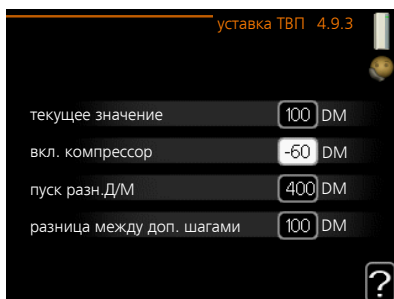 уставка ТВП 4.9.3
текущее значение 100 DM
вкл. компрессор -60 DM
пуск разн.Д/М 400 DM
разница между доп. шагами 100 DM
?